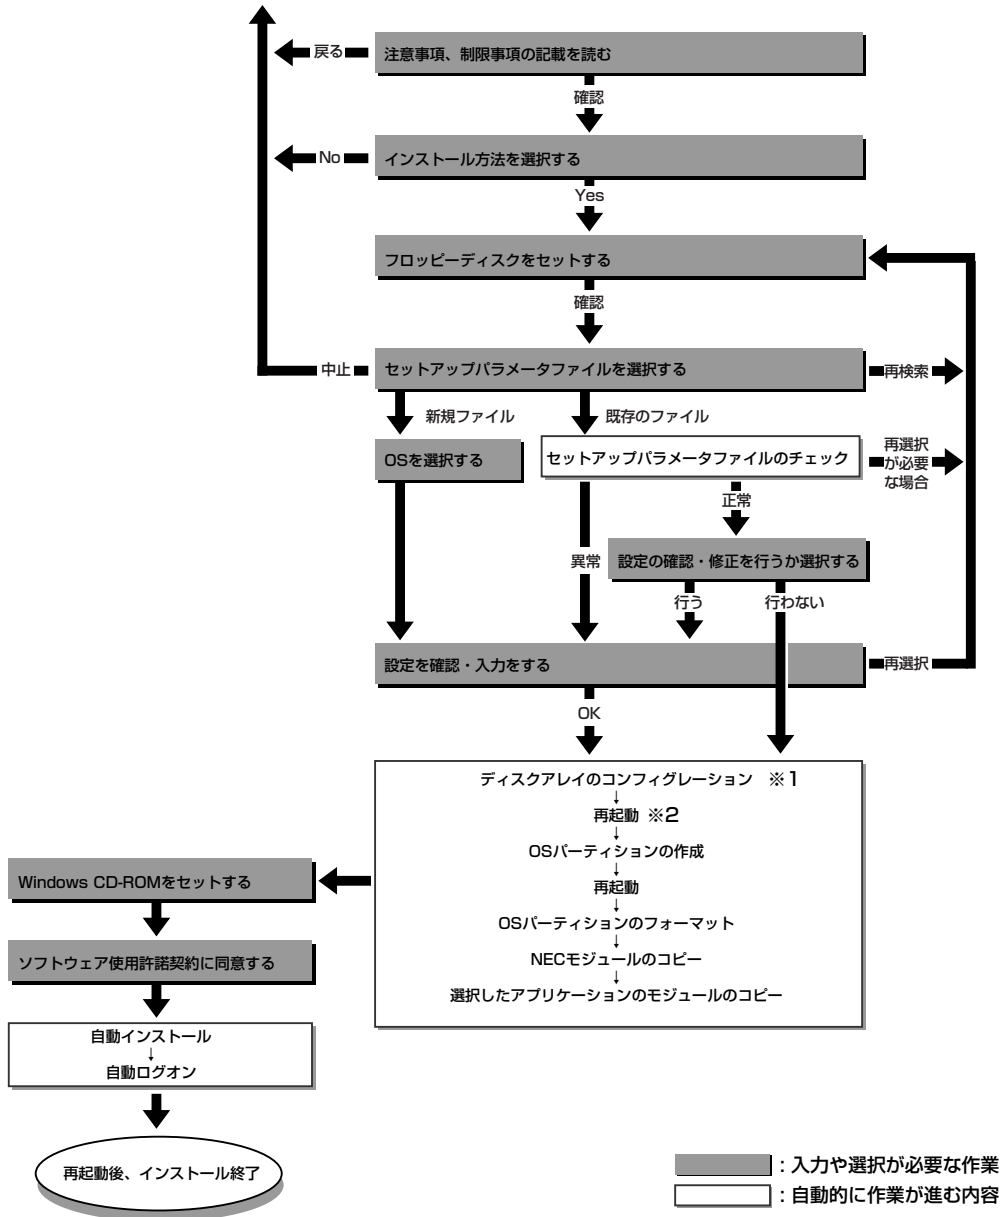 戻る
注意事項、制限事項の記載を読む
確認
No
インストール方法を選択する
Yes
フロッピーディスクをセットする
確認
中止
セットアップパラメータファイルを選択する
再検索
新規ファイル
既存のファイル
OSを選択する
セットアップパラメータファイルのチェック
再選択
が必要
な場合
正常
異常
設定の確認・修正を行うか選択する
行う
行わない
設定を確認・入力をする
再選択
OK
ディスクアレイのコンフィグレーション ※1
↓
再起動 ※2
↓
OSパーティションの作成
↓
再起動
↓
OSパーティションのフォーマット
↓
NECモジュールのコピー
↓
選択したアプリケーションのモジュールのコピー
Windows CD-ROMをセットする
ソフトウェア使用許諾契約に同意する
自動インストール
↓
自動ログオン
再起動後、インストール終了
：入力や選択が必要な作業
：自動的に作業が進む内容